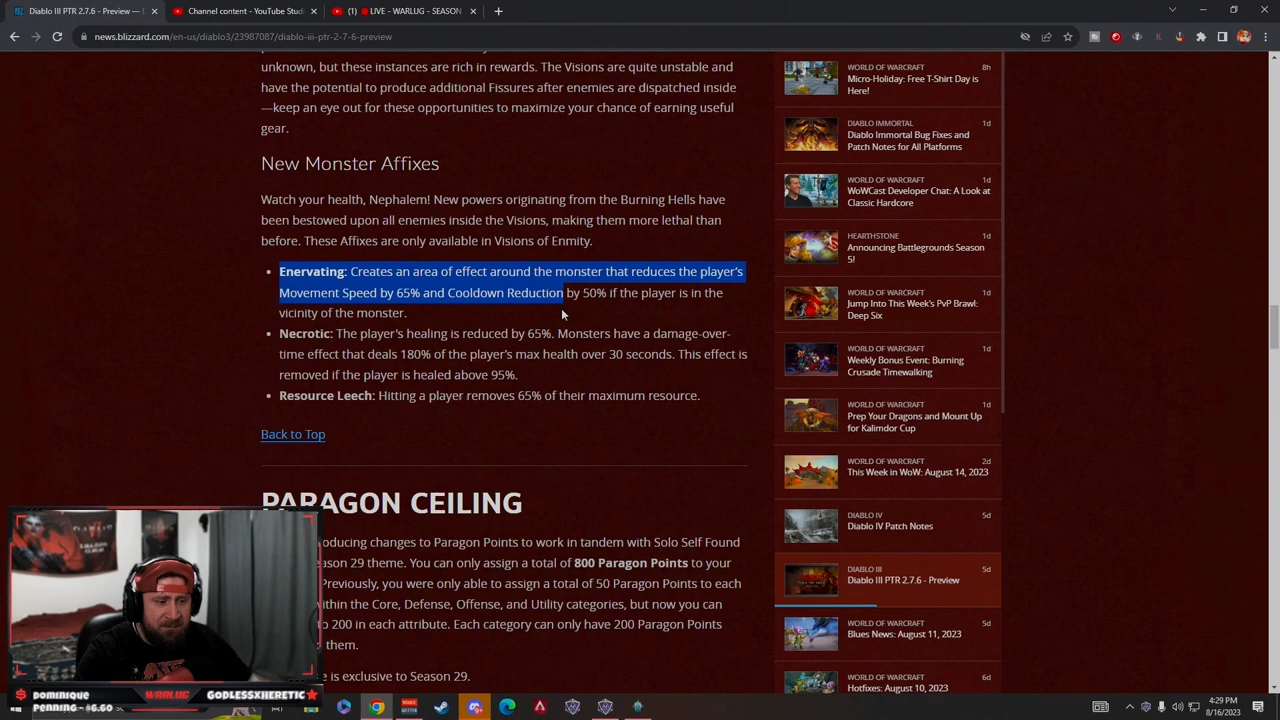 Diablo III PTR 2.7.6 - Preview —
Channel content - YouTube St
LIVE - WARLUG - SEASON
news.blizzard.com/en-us/diablo3/23987087/diablo-iii-ptr-2-7-6-preview
unknown, but these instances are rich in rewards. The Visions are quite unstable and
have the potential to produce additional Fissures after enemies are dispatched inside
—keep an eye out for these opportunities to maximize your chance of earning useful
gear.
New Monster Affixes
Watch your health, Nephalem! New powers originating from the Burning Hells have
been bestowed upon all enemies inside the Visions, making them more lethal than
before. These Affixes are only available in Visions of Enmity.
• Enervating: Creates an area of effect around the monster that reduces the player's
Movement Speed by 65% and Cooldown Reduction by 50% if the player is in the
vicinity of the monster.
• Necrotic: The player's healing is reduced by 65%. Monsters have a damage-over-
time effect that deals 180% of the player's max health over 30 seconds. This effect is
removed if the player is healed above 95%.
• Resource Leech: Hitting a player removes 65% of their maximum resource.
Back to Top
PARAGON CEILING
oducing changes to Paragon Points to work in tandem with Solo Self Found
ason 29 theme. You can only assign a total of 800 Paragon Points to your
Previously, you were only able to assign a total of 50 Paragon Points to each
ithin the Core, Defense, Offense, and Utility categories, but now you can
o 200 in each attribute. Each category can only have 200 Paragon Points
them.
e is exclusive to Season 29.
WORLD OF WARCRAFT 8h
Micro-Holiday: Free T-Shirt Day is
Here!
DIABLO IMMORTAL 1d
Diablo Immortal Bug Fixes and
Patch Notes for All Platforms
WORLD OF WARCRAFT 1d
WoWCast Developer Chat: A Look at
Classic Hardcore
HEARTHSTONE 1d
Announcing Battlegrounds Season
5!
WORLD OF WARCRAFT 1d
Jump Into This Week's PvP Brawl:
Deep Six
WORLD OF WARCRAFT 1d
Weekly Bonus Event: Burning
Crusade Timewalking
WORLD OF WARCRAFT 1d
Prep Your Dragons and Mount Up
for Kalimdor Cup
WORLD OF WARCRAFT 2d
This Week in WoW: August 14, 2023
DIABLO IV 5d
Diablo IV Patch Notes
DIABLO III 5d
Diablo III PTR 2.7.6 - Preview
WORLD OF WARCRAFT 5d
Blues News: August 11, 2023
WORLD OF WARCRAFT 6d
Hotfixes: August 10, 2023
$ Dominique WARLUG GODLESSXHERETIC
Penning - $6.60
4:29 PM
8/16/2023